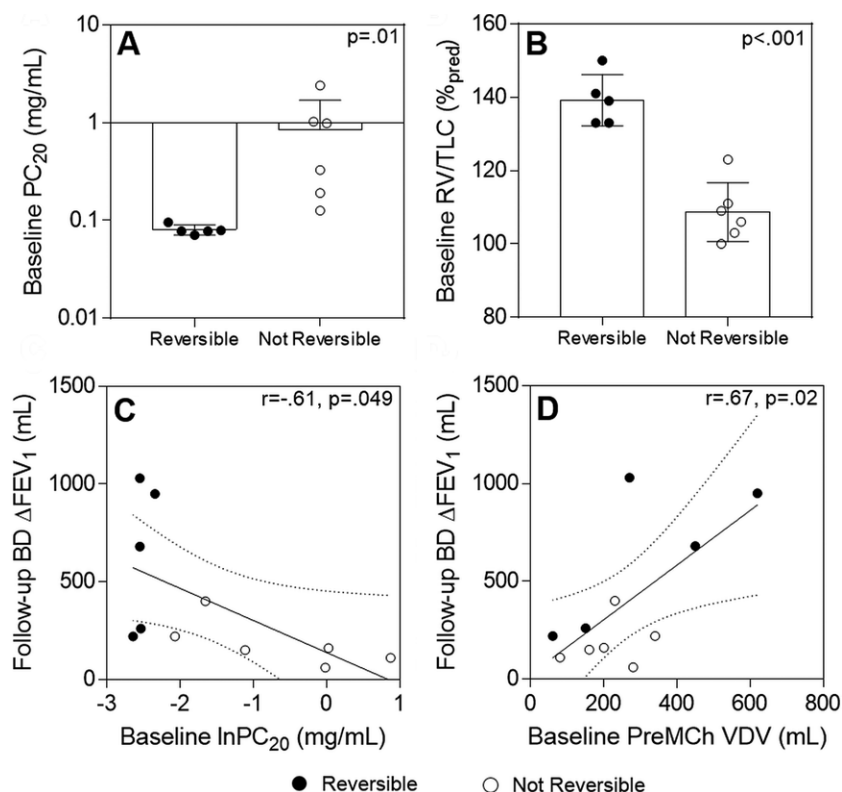 A
p=.01
Baseline PC₂₀ (mg/mL)
10
1
0.1
0.01
Reversible Not Reversible
B
p<.001
Baseline RV/TLC (%pred)
160
140
120
100
80
Reversible Not Reversible
C
r=-.61, p=.049
Follow-up BD ΔFEV₁ (mL)
1500
1000
500
0
-3 -2 -1 0 1
Baseline lnPC₂₀ (mg/mL)
D
r=.67, p=.02
Follow-up BD ΔFEV₁ (mL)
1500
1000
500
0
0 200 400 600 800
Baseline PreMCh VDV (mL)
Reversible Not Reversible